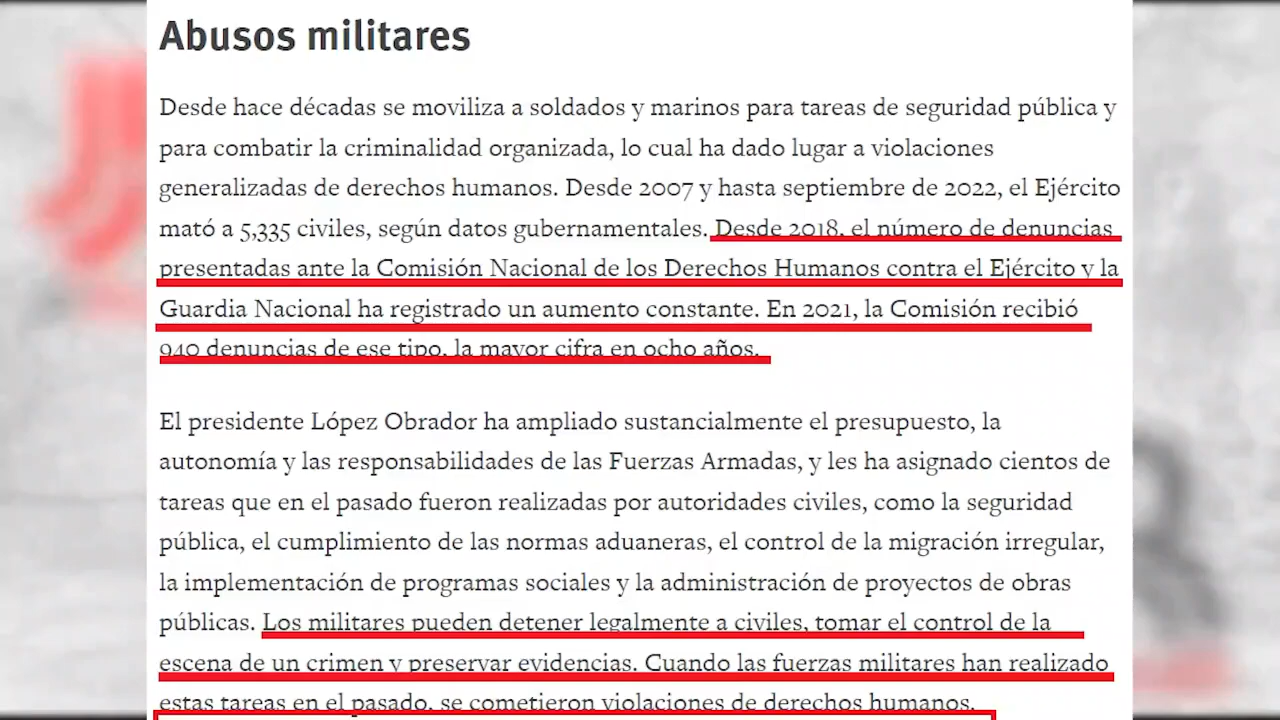 Abusos militares
Desde hace décadas se moviliza a soldados y marinos para tareas de seguridad pública y
para combatir la criminalidad organizada, lo cual ha dado lugar a violaciones
generalizadas de derechos humanos. Desde 2007 y hasta septiembre de 2022, el Ejército
mató a 5,335 civiles, según datos gubernamentales. Desde 2018, el número de denuncias
presentadas ante la Comisión Nacional de los Derechos Humanos contra el Ejército y la
Guardia Nacional ha registrado un aumento constante. En 2021, la Comisión recibió
940 denuncias de ese tipo, la mayor cifra en ocho años.
El presidente López Obrador ha ampliado sustancialmente el presupuesto, la
autonomía y las responsabilidades de las Fuerzas Armadas, y les ha asignado cientos de
tareas que en el pasado fueron realizadas por autoridades civiles, como la seguridad
pública, el cumplimiento de las normas aduaneras, el control de la migración irregular,
la implementación de programas sociales y la administración de proyectos de obras
públicas. Los militares pueden detener legalmente a civiles, tomar el control de la
escena de un crimen y preservar evidencias. Cuando las fuerzas militares han realizado
estas tareas en el pasado, se cometieron violaciones de derechos humanos.